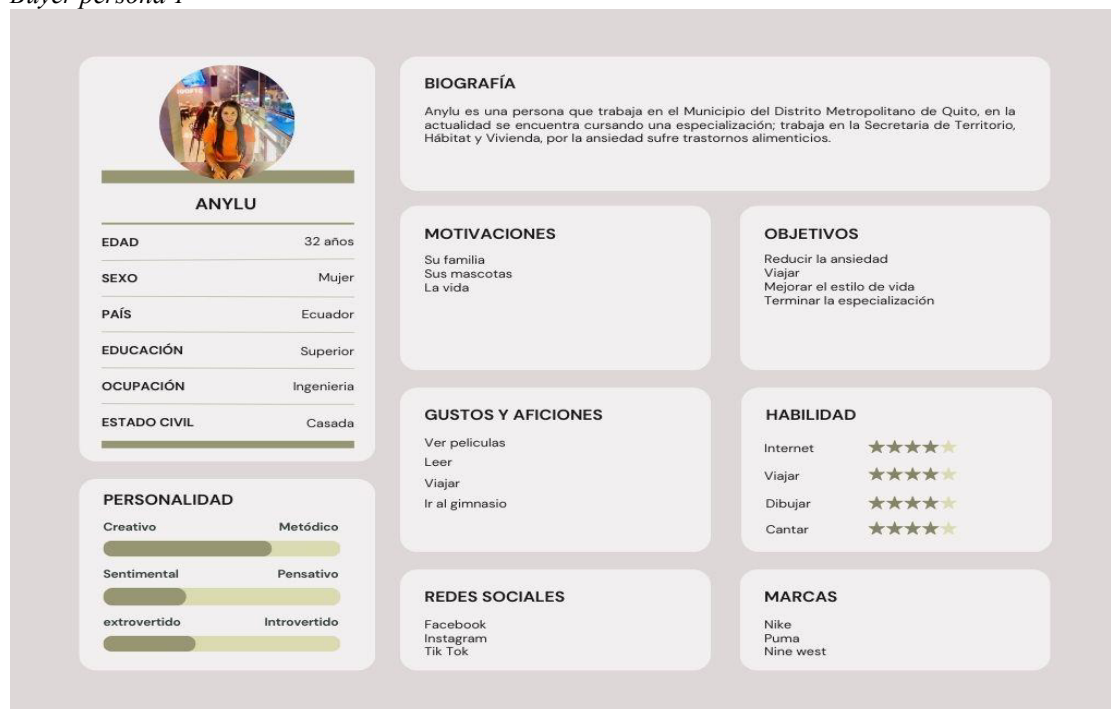 Buyer persona 1
ANYLU
EDAD 32 años
SEXO Mujer
PAÍS Ecuador
EDUCACIÓN Superior
OCUPACIÓN Ingenieria
ESTADO CIVIL Casada
PERSONALIDAD
Creativo Metódico
Sentimental Pensativo
extrovertido Introvertido
BIOGRAFÍA
Anylu es una persona que trabaja en el Municipio del Distrito Metropolitano de Quito, en la
actualidad se encuentra cursando una especialización; trabaja en la Secretaria de Territorio,
Hábitat y Vivienda, por la ansiedad sufre trastornos alimenticios.
MOTIVACIONES
Su familia
Sus mascotas
La vida
OBJETIVOS
Reducir la ansiedad
Viajar
Mejorar el estilo de vida
Terminar la especialización
GUSTOS Y AFICIONES
Ver peliculas
Leer
Viajar
Ir al gimnasio
HABILIDAD
Internet
Viajar
Dibujar
Cantar
REDES SOCIALES
Facebook
Instagram
Tik Tok
MARCAS
Nike
Puma
Nine west